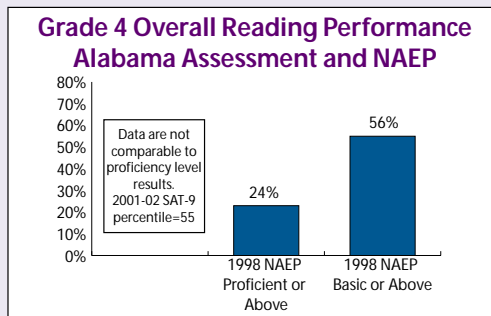 Grade 4 Overall Reading Performance
Alabama Assessment and NAEP
80%
70%
60%
50%
40%
30%
20%
10%
0%
Data are not
comparable to
proficiency level
results.
2001-02 SAT-9
percentile=55
24%
56%
1998 NAEP
Proficient or
Above
1998 NAEP
Basic or Above